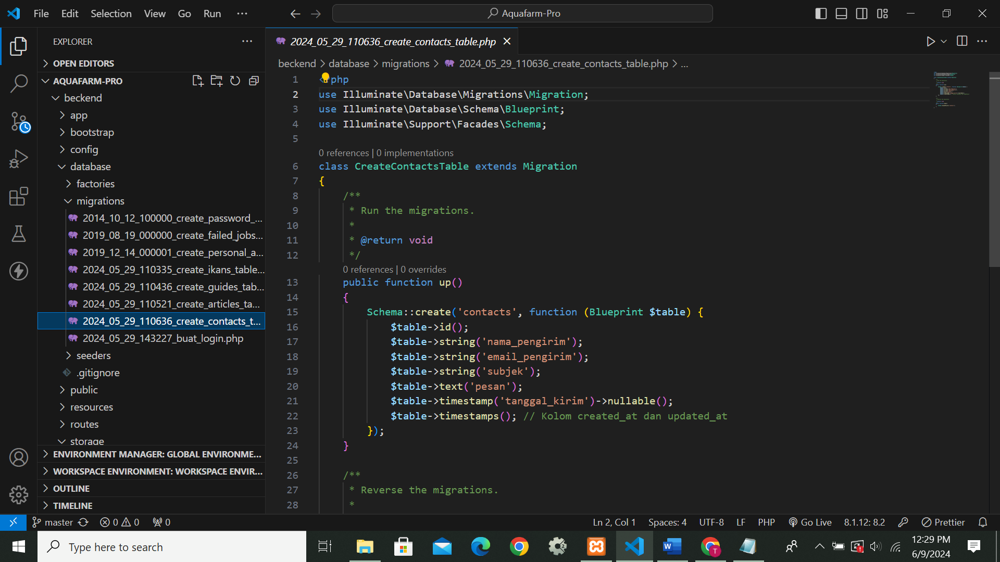 File Edit Selection View Go Run ...
Aquafarm-Pro
EXPLORER
OPEN EDITORS
AQUAFARM-PRO
beckend
app
bootstrap
config
database
factories
migrations
2014_10_12_100000_create_password_...
2019_08_19_000000_create_failed_jobs...
2019_12_14_000001_create_personal_a...
2024_05_29_110335_create_ikans_table...
2024_05_29_110436_create_guides_tab...
2024_05_29_110521_create_articles_ta...
2024_05_29_110636_create_contacts_t...
2024_05_29_143227_buat_login.php
seeders
.gitignore
public
resources
routes
storage
ENVIRONMENT MANAGER: GLOBAL ENVIRONME...
WORKSPACE ENVIRONMENT: WORKSPACE ENVIR...
OUTLINE
TIMELINE
2024_05_29_110636_create_contacts_table.php
beckend > database > migrations > 2024_05_29_110636_create_contacts_table.php > ...
1 <?php
2 use Illuminate\Database\Migrations\Migration;
3 use Illuminate\Database\Schema\Blueprint;
4 use Illuminate\Support\Facades\Schema;
5
0 references | 0 implementations
6 class CreateContactsTable extends Migration
7 {
8 /**
9 * Run the migrations.
10 *
11 * @return void
12 */
0 references | 0 overrides
13 public function up()
14 {
15 Schema::create('contacts', function (Blueprint $table) {
16 $table->id();
17 $table->string('nama_pengirim');
18 $table->string('email_pengirim');
19 $table->string('subjek');
20 $table->text('pesan');
21 $table->timestamp('tanggal_kirim')->nullable();
22 $table->timestamps(); // Kolom created_at dan updated_at
23 });
24 }
25
26 /**
27 * Reverse the migrations.
28 *
master 0 0 0 Ln 2, Col 1 Spaces: 4 UTF-8 LF PHP Go Live 8.1.12: 8.2 Prettier
Type here to search
12:29 PM
6/9/2024